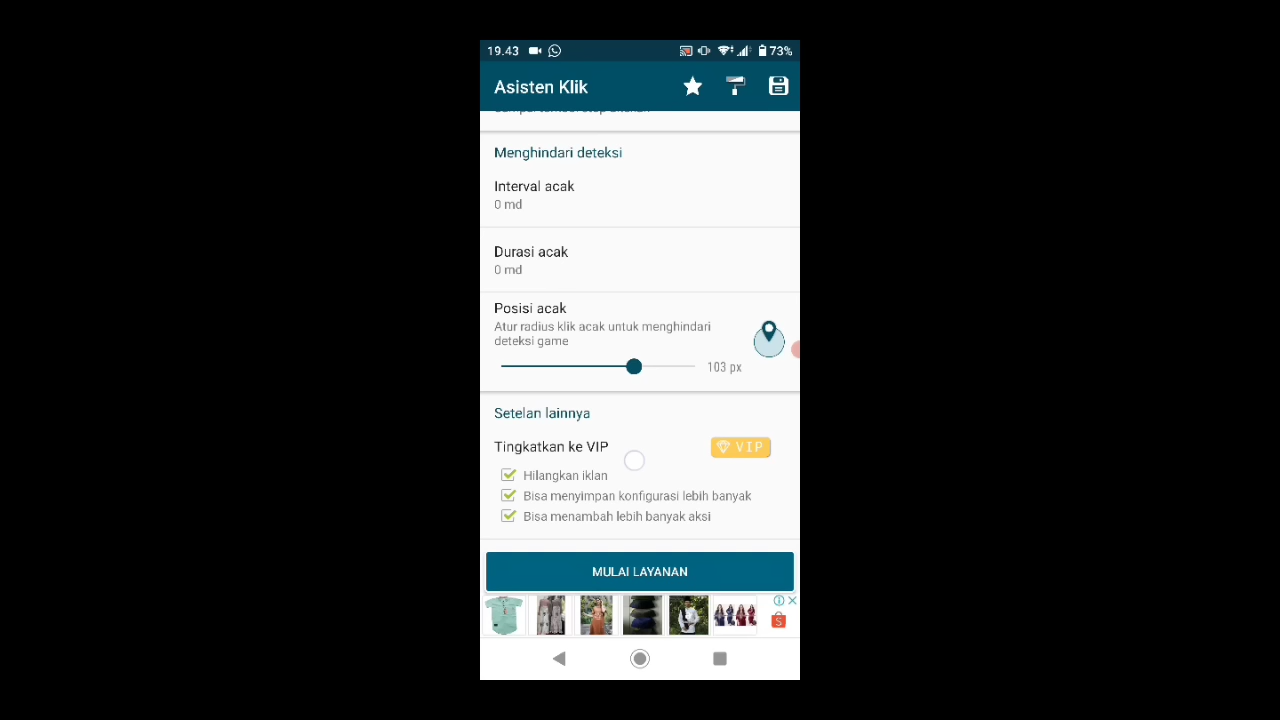 19.43
73%
Asisten Klik
Menghindari deteksi
Interval acak
0 md
Durasi acak
0 md
Posisi acak
Atur radius klik acak untuk menghindari
deteksi game
103 px
Setelan lainnya
Tingkatkan ke VIP
VIP
Hilangkan iklan
Bisa menyimpan konfigurasi lebih banyak
Bisa menambah lebih banyak aksi
MULAI LAYANAN